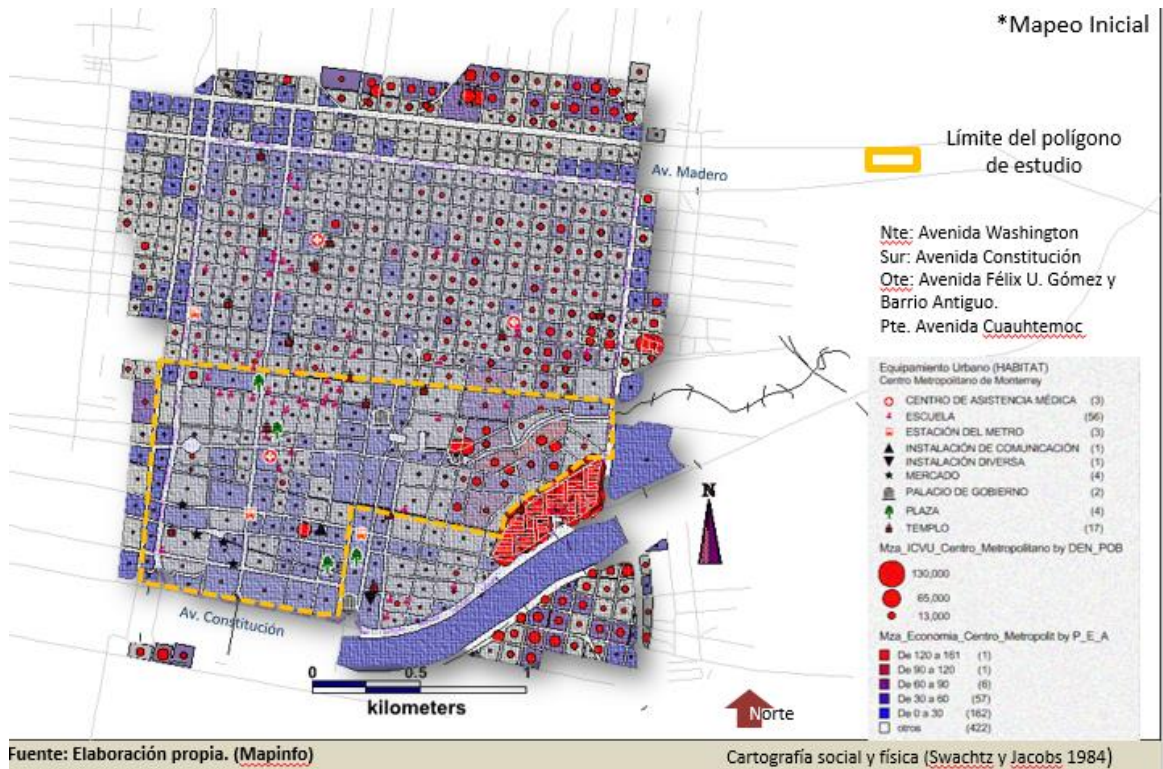 *Mapeo Inicial
Av. Madero
Límite del polígono
de estudio
Nte: Avenida Washington
Sur: Avenida Constitución
Ote: Avenida Félix U. Gómez y
Barrio Antiguo.
Pte. Avenida Cuauhtemoc
Equipamiento Urbano (HABITAT)
Centro Metropolitano de Monterrey
CENTRO DE ASISTENCIA MÉDICA (3)
ESCUELA (56)
ESTACIÓN DEL METRO (3)
INSTALACIÓN DE COMUNICACIÓN (1)
INSTALACIÓN DIVERSA (1)
MERCADO (4)
PALACIO DE GOBIERNO (2)
PLAZA (4)
TEMPLO (17)
Mza_ICVU_Centro_Metropolitano by DEN_POB
130,000
65,000
13,000
Mza_Economia_Centro_Metropolit by P_E_A
De 120 a 161 (1)
De 90 a 120 (1)
De 60 a 90 (6)
De 30 a 60 (57)
De 0 a 30 (162)
otros (422)
N
Av. Constitución
0 0.5 1
kilometers
Norte
Fuente: Elaboración propia. (Mapinfo)
Cartografía social y física (Swachtz y Jacobs 1984)